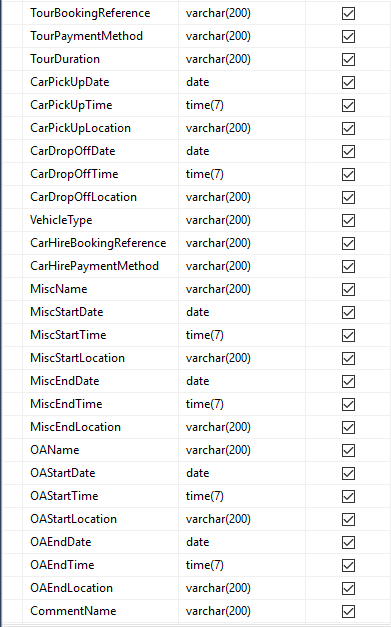 TourBookingReference varchar(200)
TourPaymentMethod varchar(200)
TourDuration varchar(200)
CarPickUpDate date
CarPickUpTime time(7)
CarPickUpLocation varchar(200)
CarDropOffDate date
CarDropOffTime time(7)
CarDropOffLocation varchar(200)
VehicleType varchar(200)
CarHireBookingReference varchar(200)
CarHirePaymentMethod varchar(200)
MiscName varchar(200)
MiscStartDate date
MiscStartTime time(7)
MiscStartLocation varchar(200)
MiscEndDate date
MiscEndTime time(7)
MiscEndLocation varchar(200)
OAName varchar(200)
OAStartDate date
OAStartTime time(7)
OAStartLocation varchar(200)
OAEndDate date
OAEndTime time(7)
OAEndLocation varchar(200)
CommentName varchar(200)